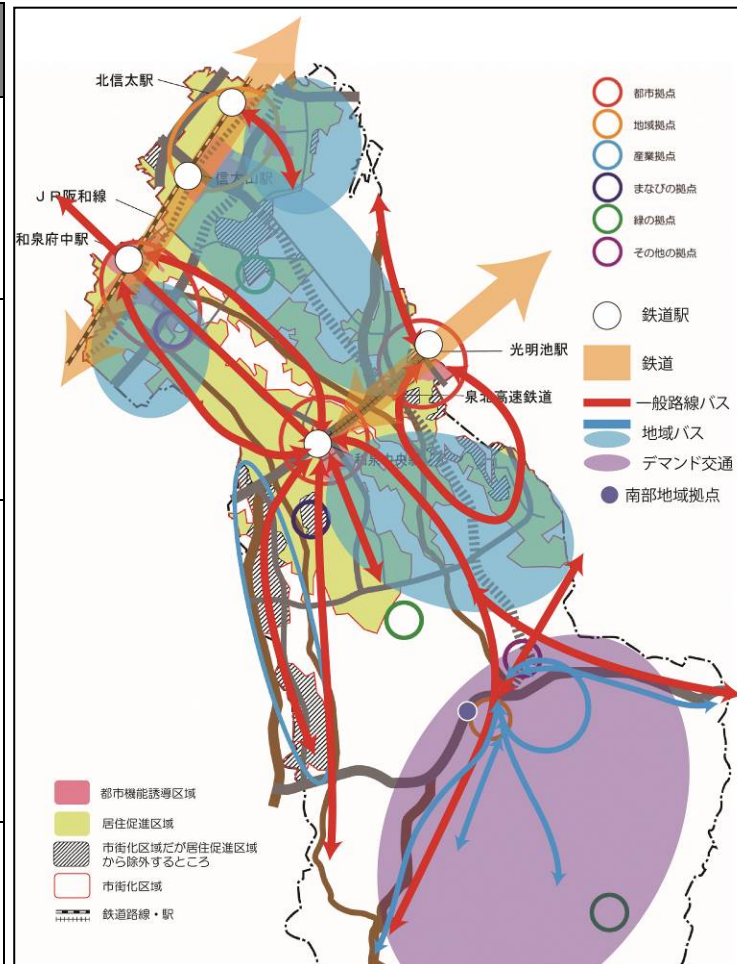 北信太駅
信太山駅
JR阪和線
和泉府中駅
光明池駅
泉北高速鉄道
和泉中央駅
都市拠点
地域拠点
産業拠点
まなびの拠点
緑の拠点
その他の拠点
鉄道駅
鉄道
一般路線バス
地域バス
デマンド交通
南部地域拠点
都市機能誘導区域
居住促進区域
市街化区域だが居住促進区域
から除外するところ
市街化区域
鉄道路線・駅